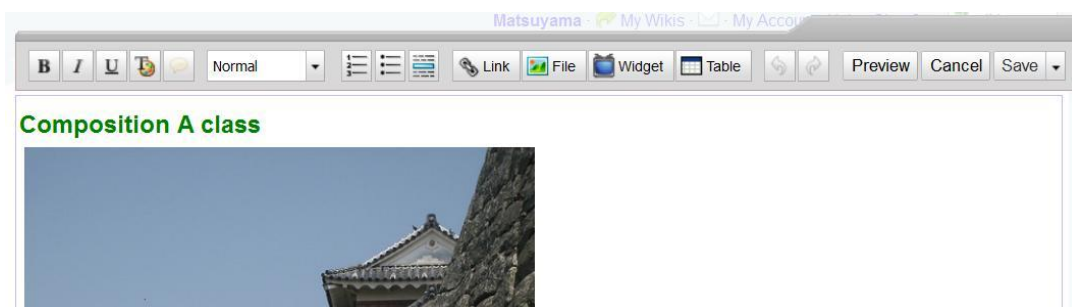 Matsuyama · My Wikis · My Accou
B I U T Normal Link File Widget Table Preview Cancel Save
Composition A class